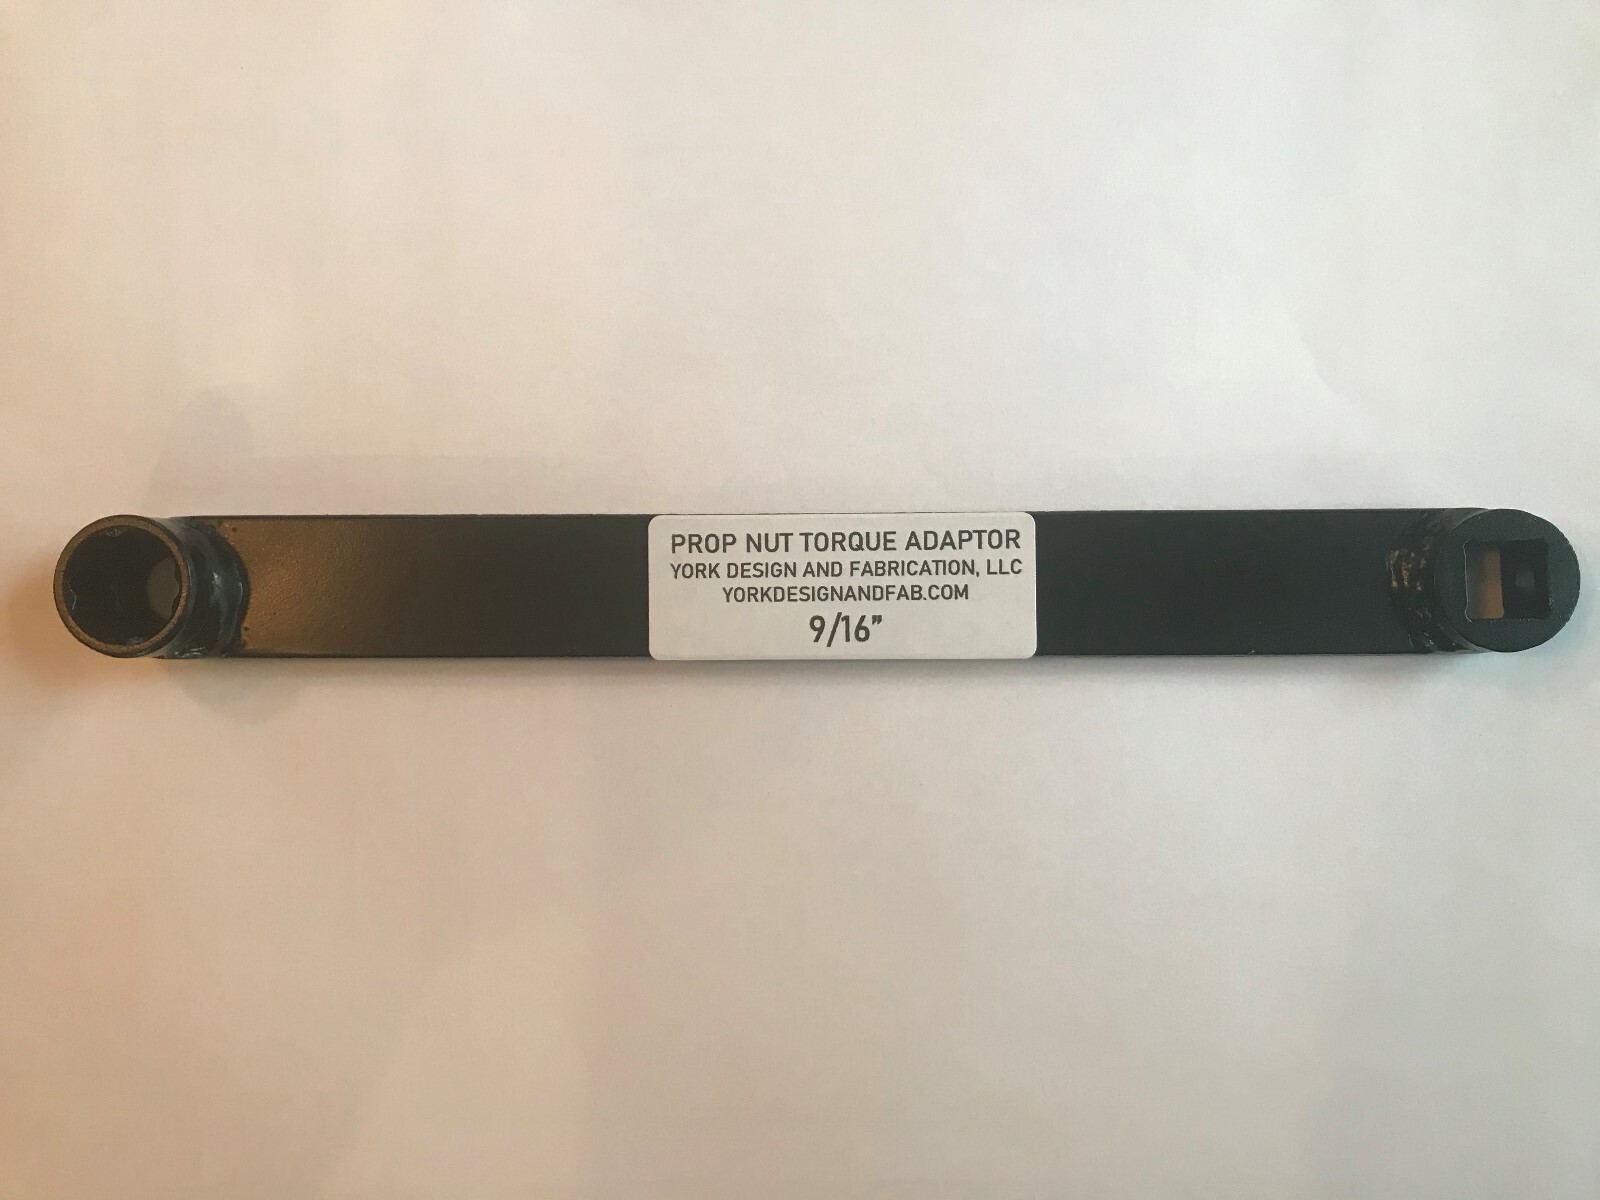 PROP NUT TORQUE ADAPTOR
YORK DESIGN AND FABRICATION, LLC
YORKDESIGNANDFAB.COM
9/16”